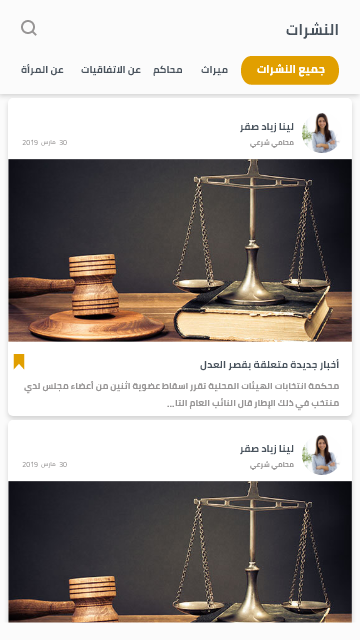 النشرات
جميع النشرات
ميراث
محاكم
عن الاتفاقيات
عن المرأة
لينا زياد صقر
محامي شرعي
30 مارس 2019
أخبار جديدة متعلقة بقصر العدل
محكمة انتخابات الهيئات المحلية تقرر اسقاط عضوية اثنين من أعضاء مجلس لدي
منتخب في ذلك الإطار قال النائب العام التا...
لينا زياد صقر
محامي شرعي
30 مارس 2019